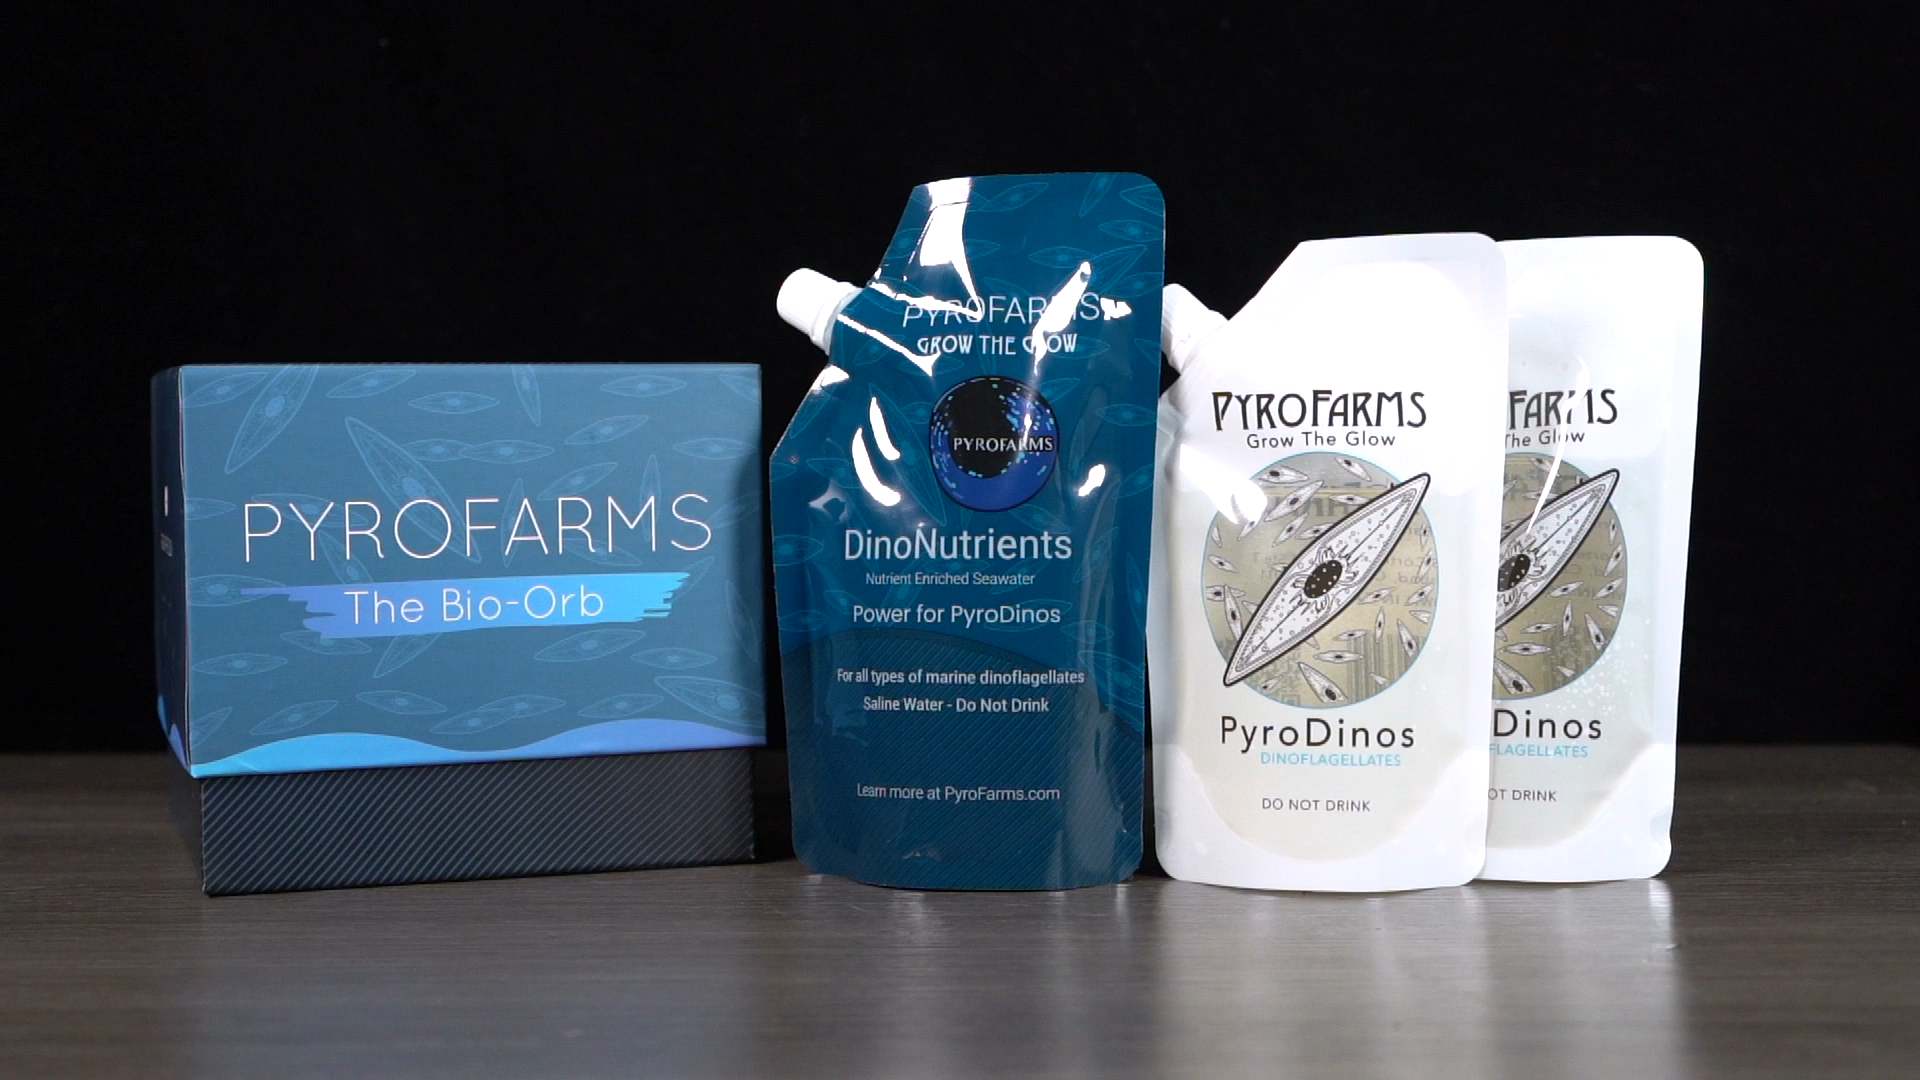 PYROFARMS
The Bio-Orb
PYROFARMS
GROW THE GLOW
PYROFARMS
DinoNutrients
Nutrient Enriched Seawater
Power for PyroDinos
For all types of marine dinoflagellates
Saline Water - Do Not Drink
Learn more at PyroFarms.com
PYROFARMS
Grow The Glow
PyroDinos
DINOFLAGELLATES
DO NOT DRINK
FARMS
The Glow
Dinos
FLAGELLATES
OT DRINK